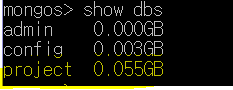 mongos> show dbs
admin    0.000GB
config   0.003GB
project  0.055GB